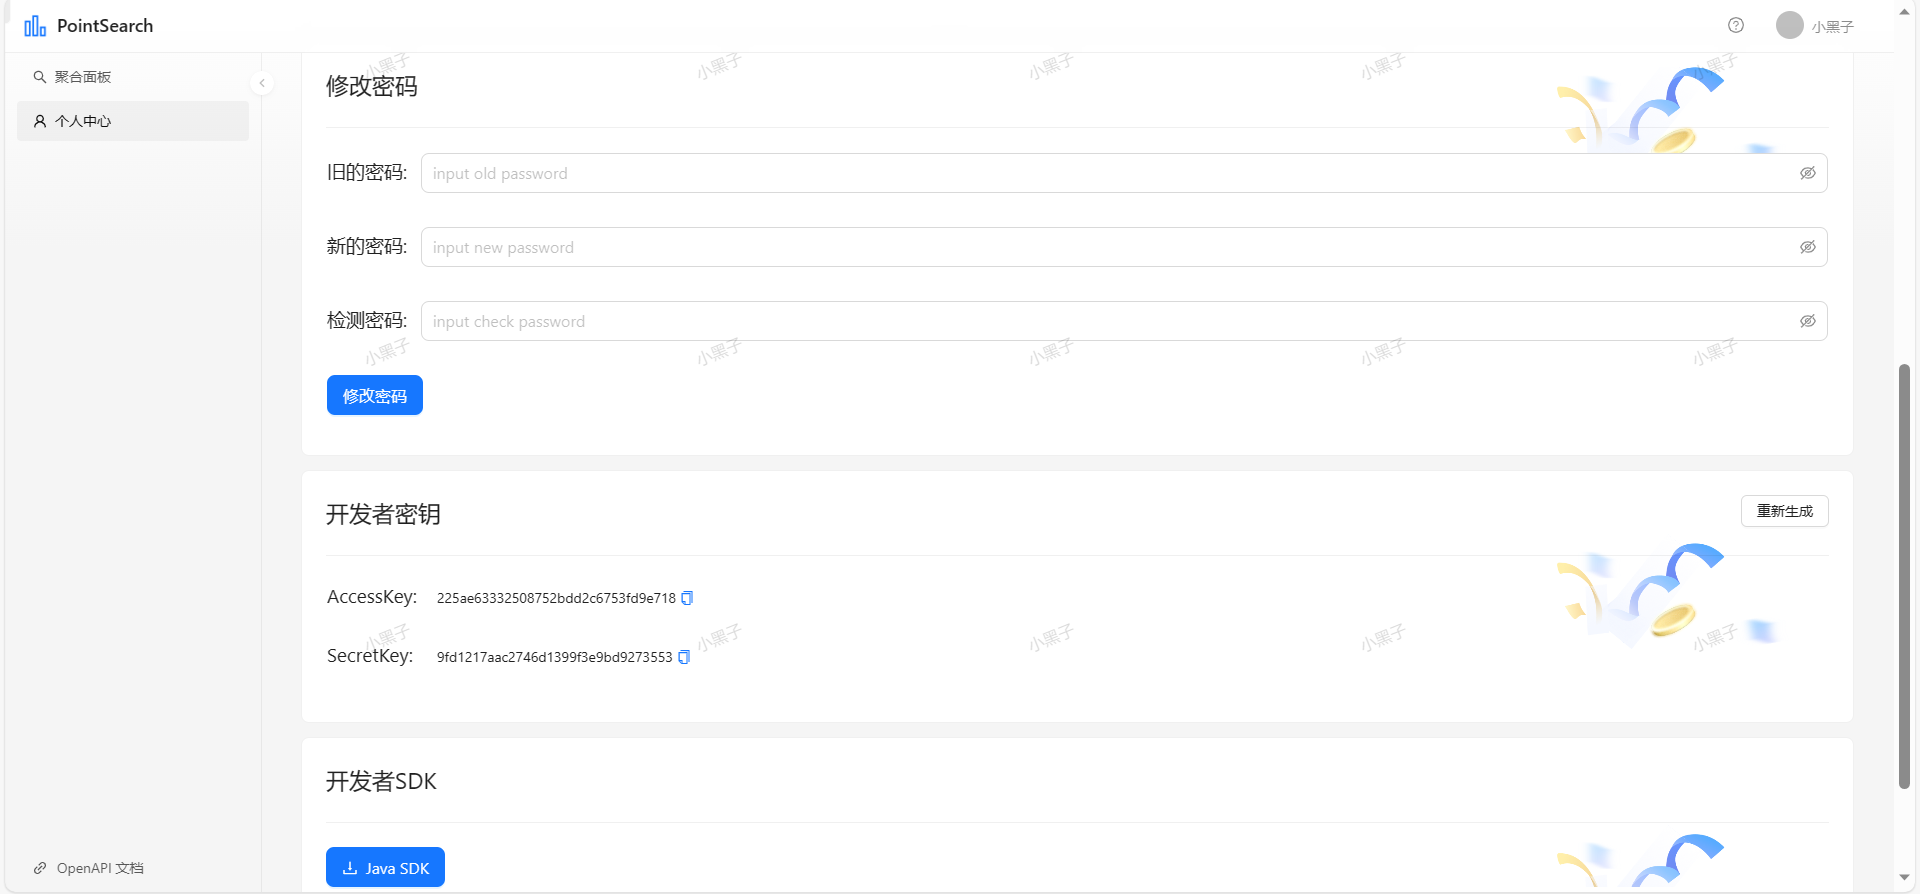 PointSearch
小黑子
聚合面板
个人中心
OpenAPI 文档
小黑子 小黑子 小黑子 小黑子 小黑子
修改密码
旧的密码: input old password
新的密码: input new password
检测密码: input check password
小黑子 小黑子 小黑子 小黑子 小黑子
修改密码
开发者密钥
重新生成
AccessKey: 225ae63332508752bdd2c6753fd9e718
小黑子 小黑子 小黑子 小黑子 小黑子
SecretKey: 9fd1217aac2746d1399f3e9bd9273553
开发者SDK
Java SDK